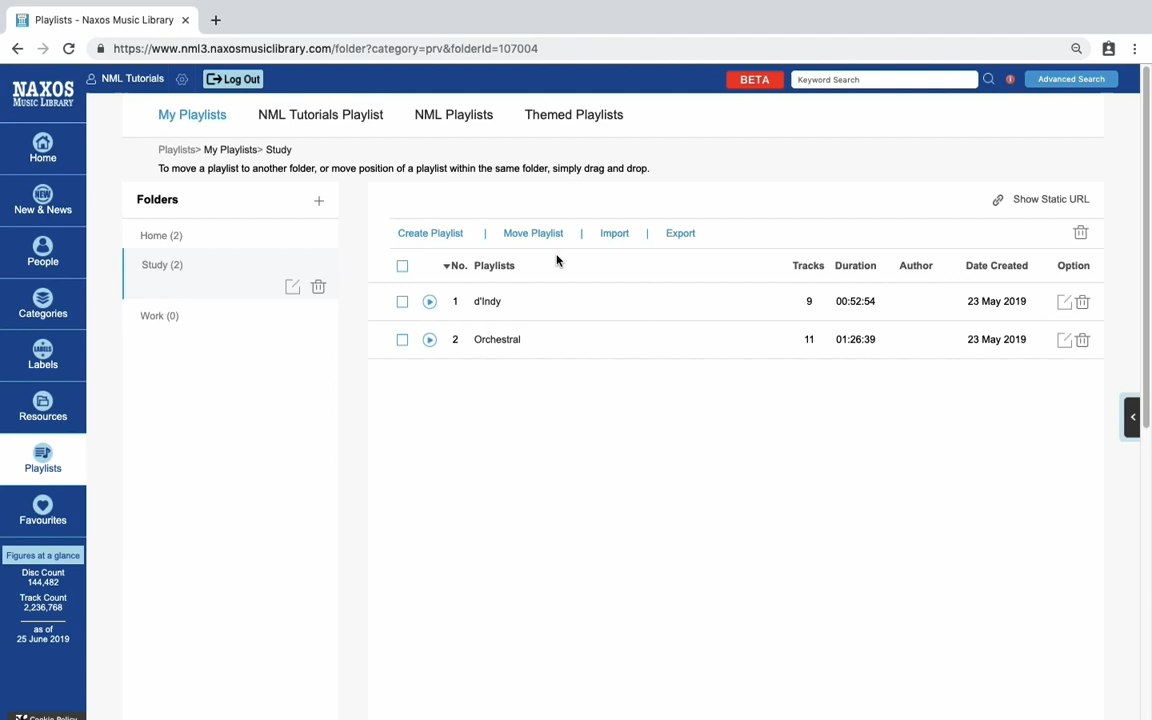 Playlists - Naxos Music Library
https://www.nml3.naxosmusiclibrary.com/folder?category=prv&folderId=107004
NAXOS
MUSIC LIBRARY
NML Tutorials
Log Out
BETA
Keyword Search
Advanced Search
Home
NEW
New & News
People
Categories
LABELS
Labels
Resources
Playlists
Favourites
Figures at a glance
Disc Count
144,482
Track Count
2,236,768
as of
25 June 2019
Cookie Policy
My Playlists
NML Tutorials Playlist
NML Playlists
Themed Playlists
Playlists> My Playlists> Study
To move a playlist to another folder, or move position of a playlist within the same folder, simply drag and drop.
Folders
Home (2)
Study (2)
Work (0)
Show Static URL
Create Playlist | Move Playlist | Import | Export
No. Playlists Tracks Duration Author Date Created Option
1 d'Indy 9 00:52:54 23 May 2019
2 Orchestral 11 01:26:39 23 May 2019